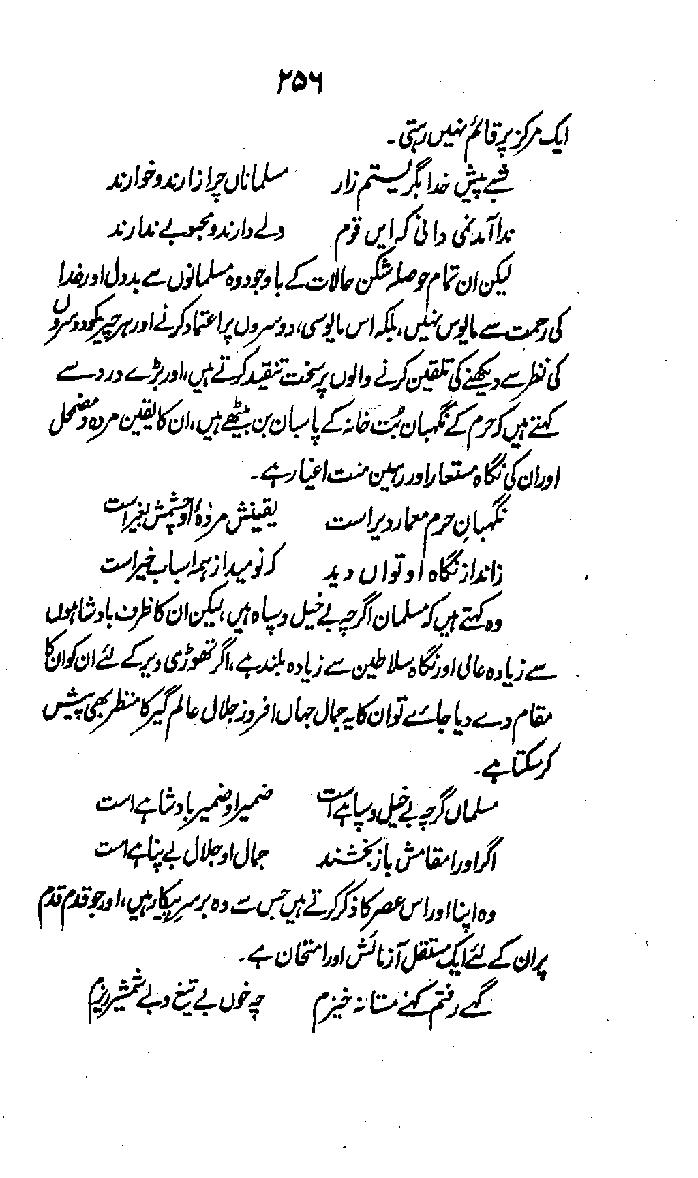 ۲۵۶
ایک مرکز پر قائم نہیں رہتی۔
شبے پیش خدا بگریستم زار مسلماناں چرا زارند و خوارند
ندا آمد نمی دانی کہ ایں قوم دلے دارند و محبوبے ندارند
لیکن ان تمام حوصلہ شکن حالات کے باوجود وہ مسلمانوں سے بددل اور خدا
کی رحمت سے مایوس نہیں، بلکہ اس مایوسی، دوسروں پر اعتماد کرنے اور ہر چیز کو دوسروں
کی نظر سے دیکھنے کی تلقین کرنے والوں پر سخت تنقید کرتے ہیں، اور بڑے درد سے
کہتے ہیں کہ حرم کے نگہبان بُت خانہ کے پاسبان بن بیٹھے ہیں، ان کا یقین مردہ و مضمحل
اور ان کی نگاہ مستعار اور رہین منت اغیار ہے۔
نگہبانِ حرم معمار دیر است یقینش مردہ او چشمش بغیر است
ز انداز نگاہ او تواں دید کہ نومید از ہمہ اسباب خیر است
وہ کہتے ہیں کہ مسلمان اگرچہ بے خیل و سپاہ ہیں، لیکن ان کا ظرف بادشاہوں
سے زیادہ عالی اور نگاہ سلاطین سے زیادہ بلند ہے، اگر تھوڑی دیر کے لئے ان کو ان کا
مقام دے دیا جائے تو ان کا یہ جمال جہاں افروز جلال عالم گیر کا منظر بھی پیش
کر سکتا ہے۔
مسلماں گرچہ بے خیل و سپاہے است ضمیر او ضمیر بادشاہے است
اگر او را مقامش باز بخشند جمال او جلال بے پناہے است
وہ اپنا اور اس عصر کا ذکر کرتے ہیں جس سے وہ برسرِ پیکار ہیں، اور جو قدم قدم
پر ان کے لئے ایک مستقل آزمائش اور امتحان ہے۔
گہے رفتم گہے مستانہ خیزم چہ خوں بے تیغ و بے شمشیر ریزم